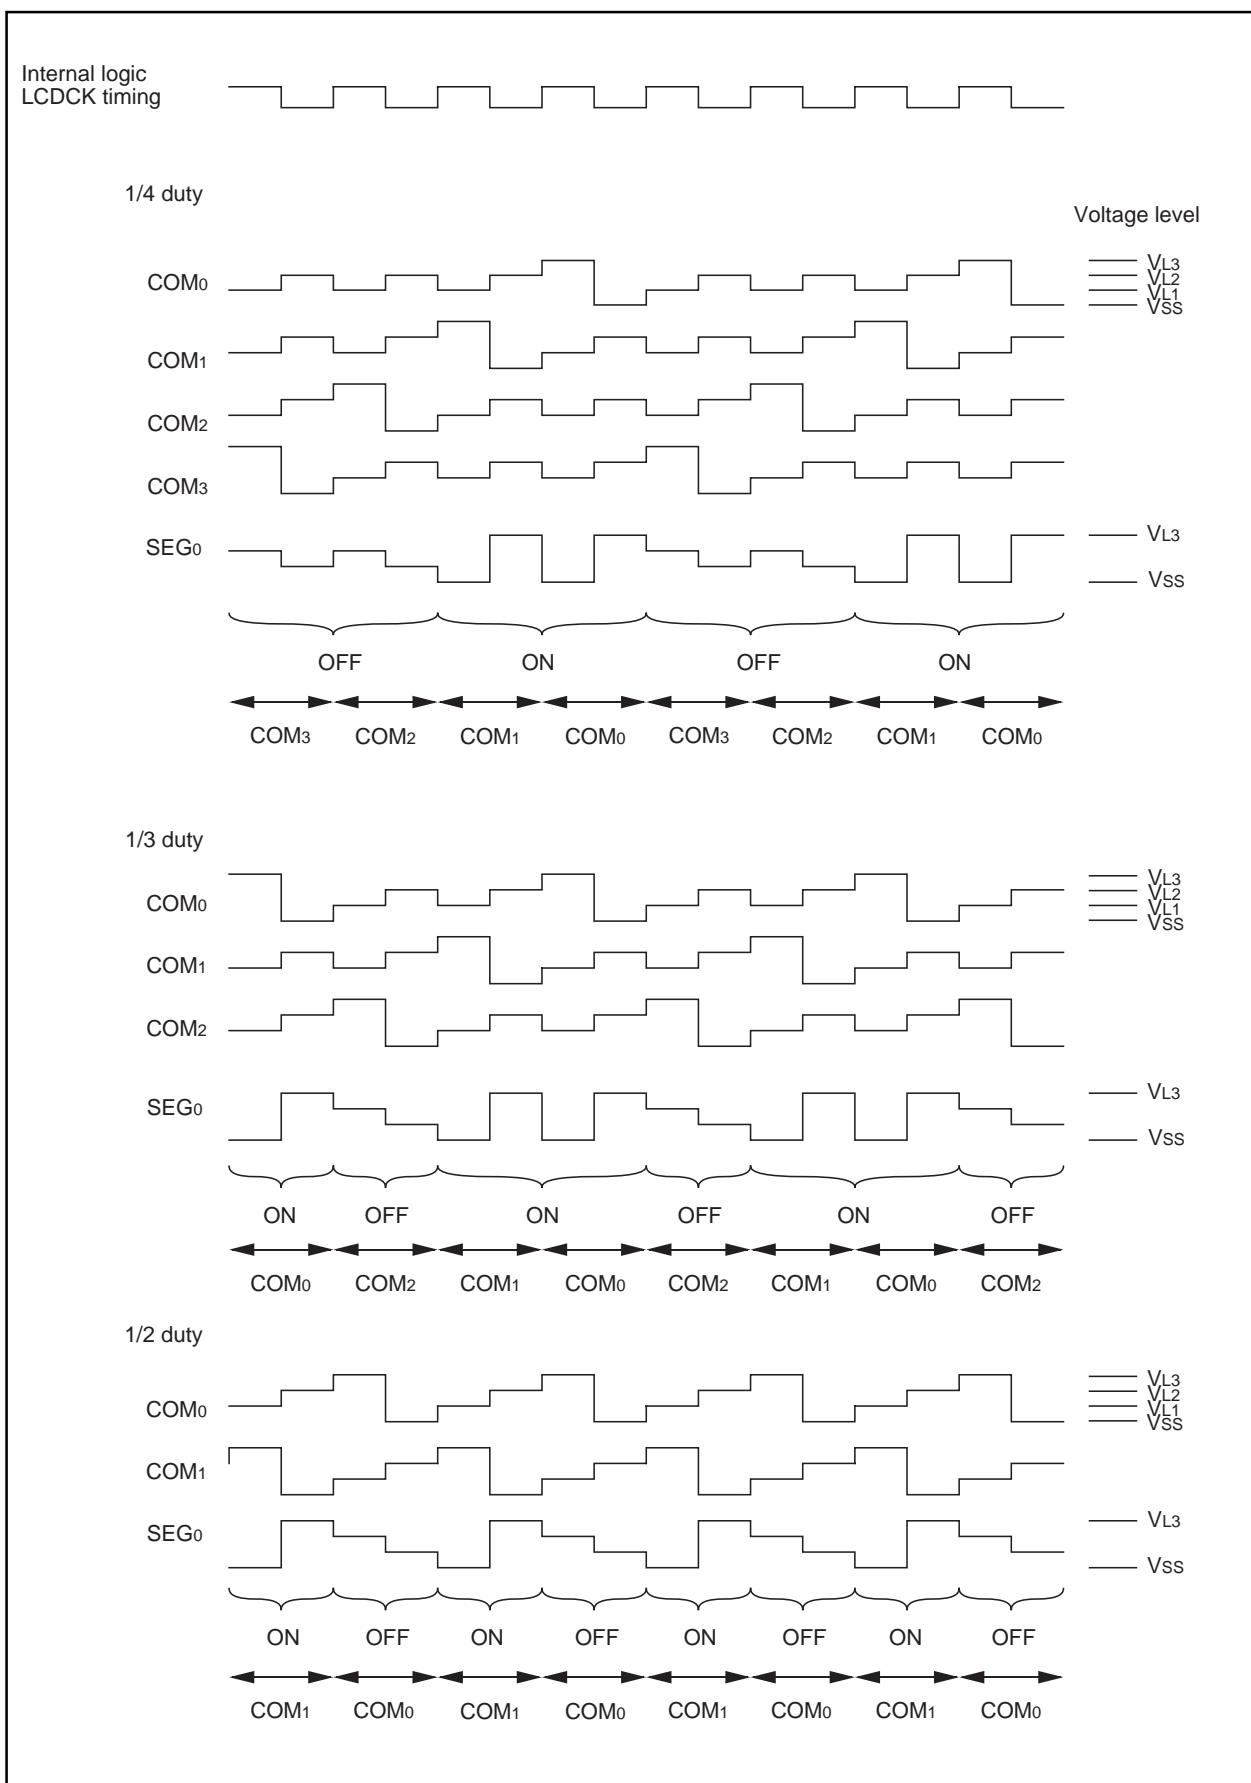 Internal logic
LCDCK timing
1/4 duty
Voltage level
COM0
VL3
VL2
VL1
VSS
COM1
COM2
COM3
SEG0
VL3
VSS
OFF ON OFF ON
COM3 COM2 COM1 COM0 COM3 COM2 COM1 COM0
1/3 duty
COM0
VL3
VL2
VL1
VSS
COM1
COM2
SEG0
VL3
VSS
ON OFF ON OFF ON OFF
COM0 COM2 COM1 COM0 COM2 COM1 COM0 COM2
1/2 duty
COM0
VL3
VL2
VL1
VSS
COM1
SEG0
VL3
VSS
ON OFF ON OFF ON OFF ON OFF
COM1 COM0 COM1 COM0 COM1 COM0 COM1 COM0